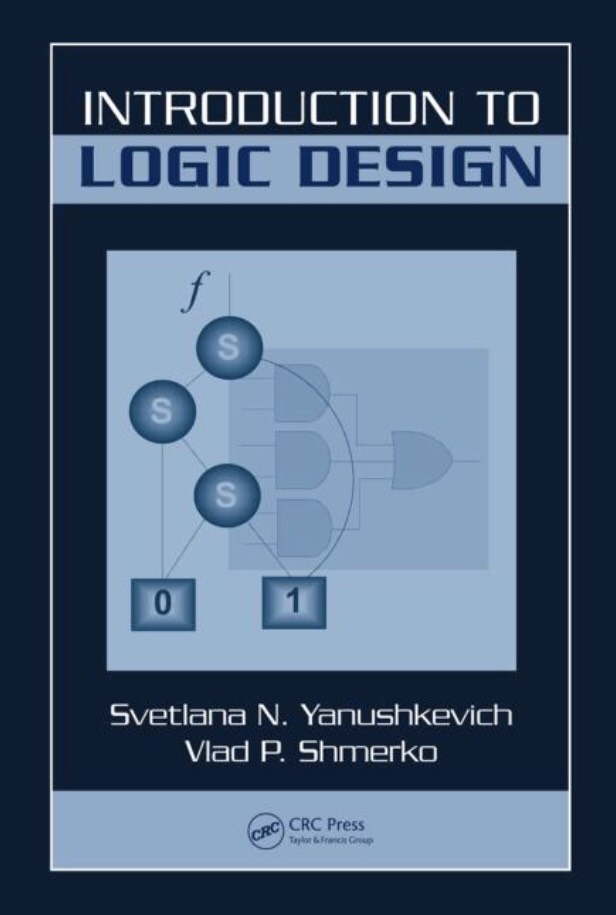 INTRODUCTION TO
LOGIC DESIGN
f
S
S
S
0
1
Svetlana N. Yanushkevich
Vlad P. Shmerko
CRC
CRC Press
Taylor & Francis Group